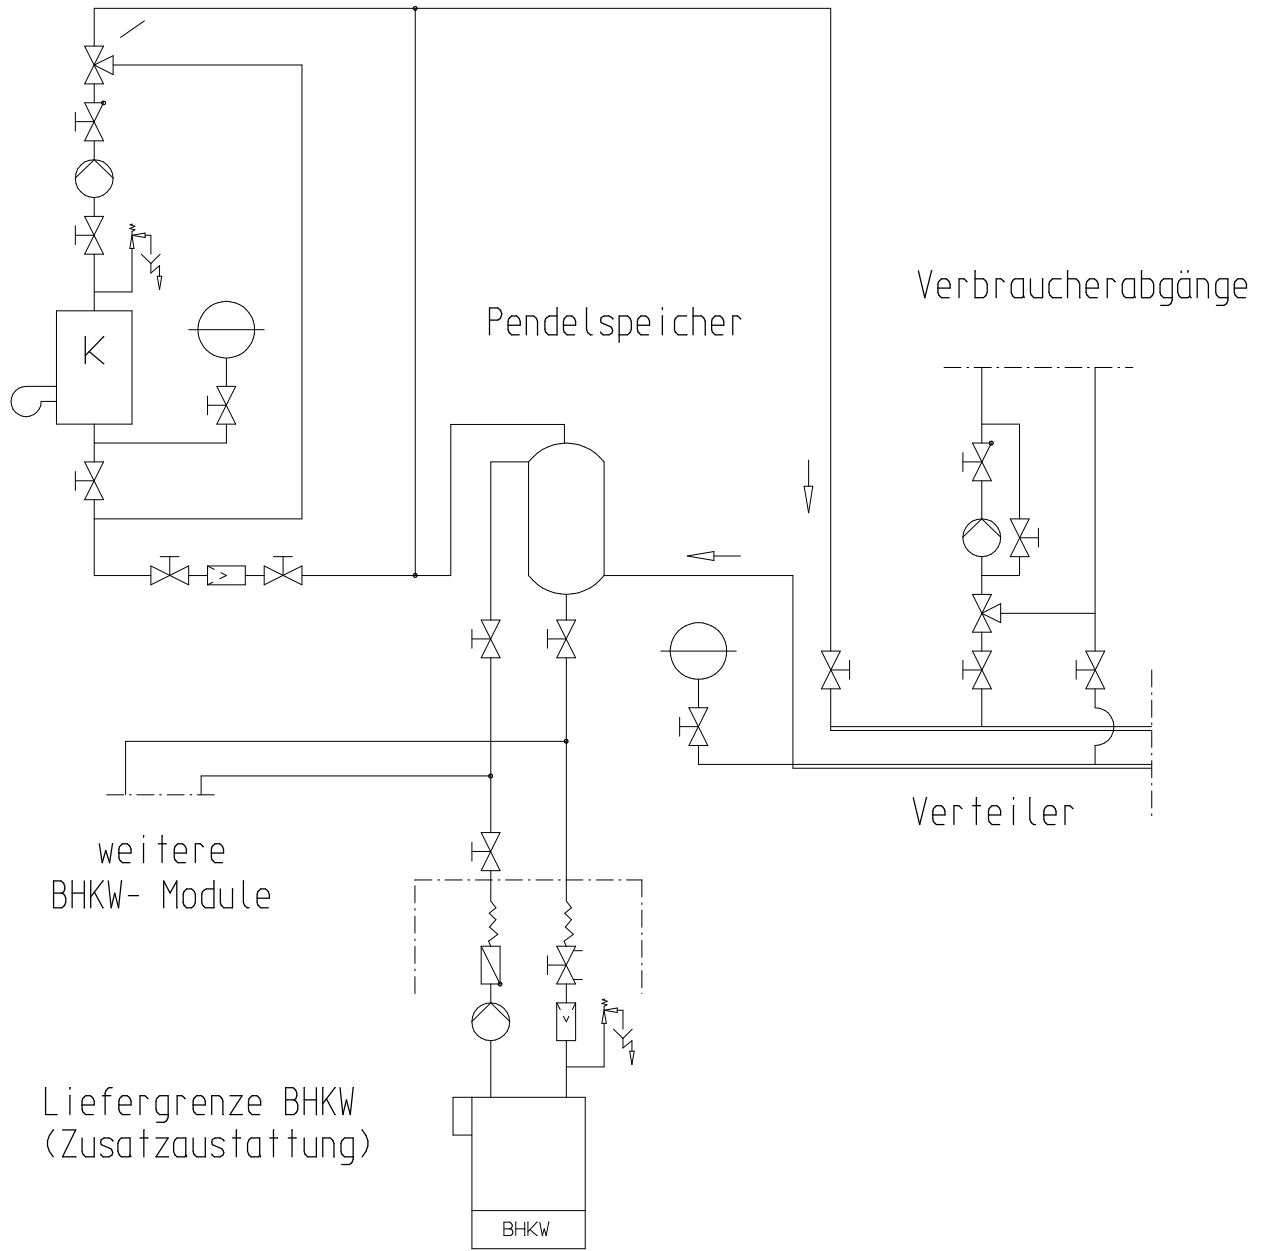 Verbraucherabgänge
Pendelspeicher
K
Verteiler
weitere
BHKW- Module
Liefergrenze BHKW
(Zusatzaustattung)
BHKW